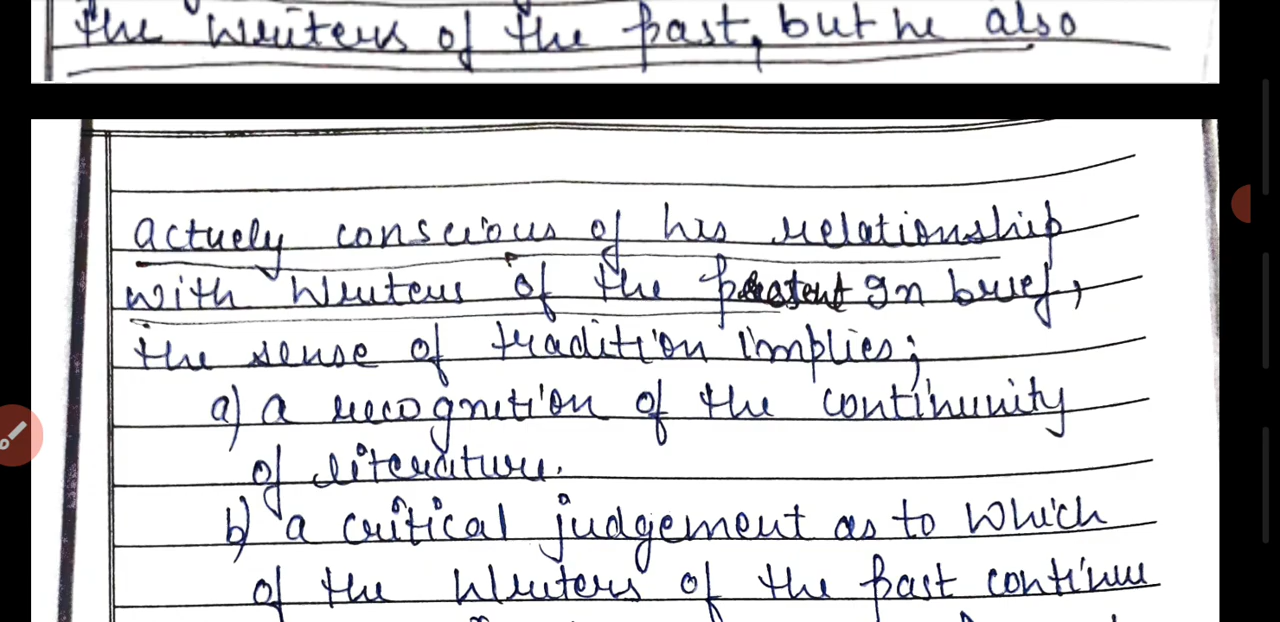 the writers of the past, but he also
actuely conscious of his relationship
with writers of the In brief,
the sense of tradition implies;
a) a recognition of the continunity
of literature.
b) a critical judgement as to which
of the writers of the past continue